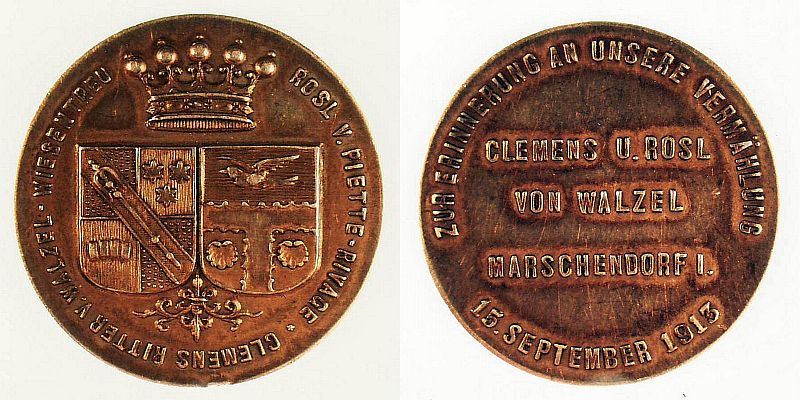 CLEMENS RITTER V. WALZEL · WIESENTREU
ROSL V. PIETTE-RIVAGE *
ZUR ERINNERUNG AN UNSERE VERMÄHLUNG
CLEMENS U. ROSL
VON WALZEL
MARSCHENDORF I.
15. SEPTEMBER 1913